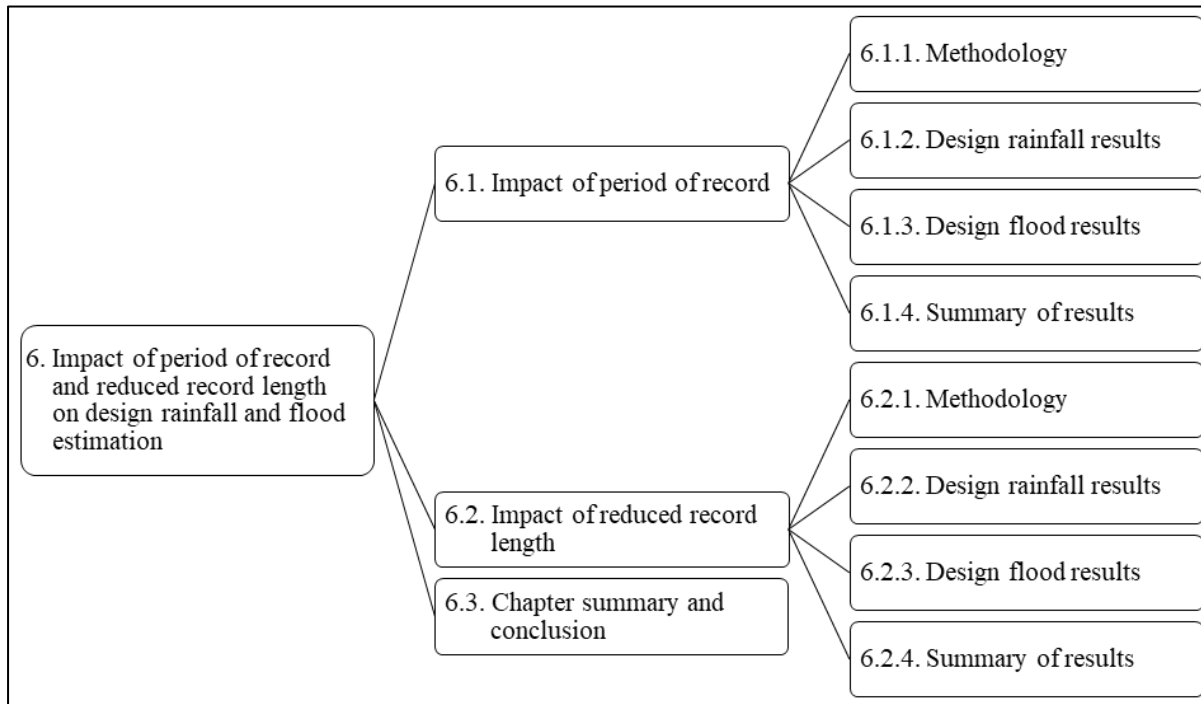 6. Impact of period of record
and reduced record length
on design rainfall and flood
estimation
6.1. Impact of period of record
6.1.1. Methodology
6.1.2. Design rainfall results
6.1.3. Design flood results
6.1.4. Summary of results
6.2. Impact of reduced record
length
6.2.1. Methodology
6.2.2. Design rainfall results
6.2.3. Design flood results
6.2.4. Summary of results
6.3. Chapter summary and
conclusion